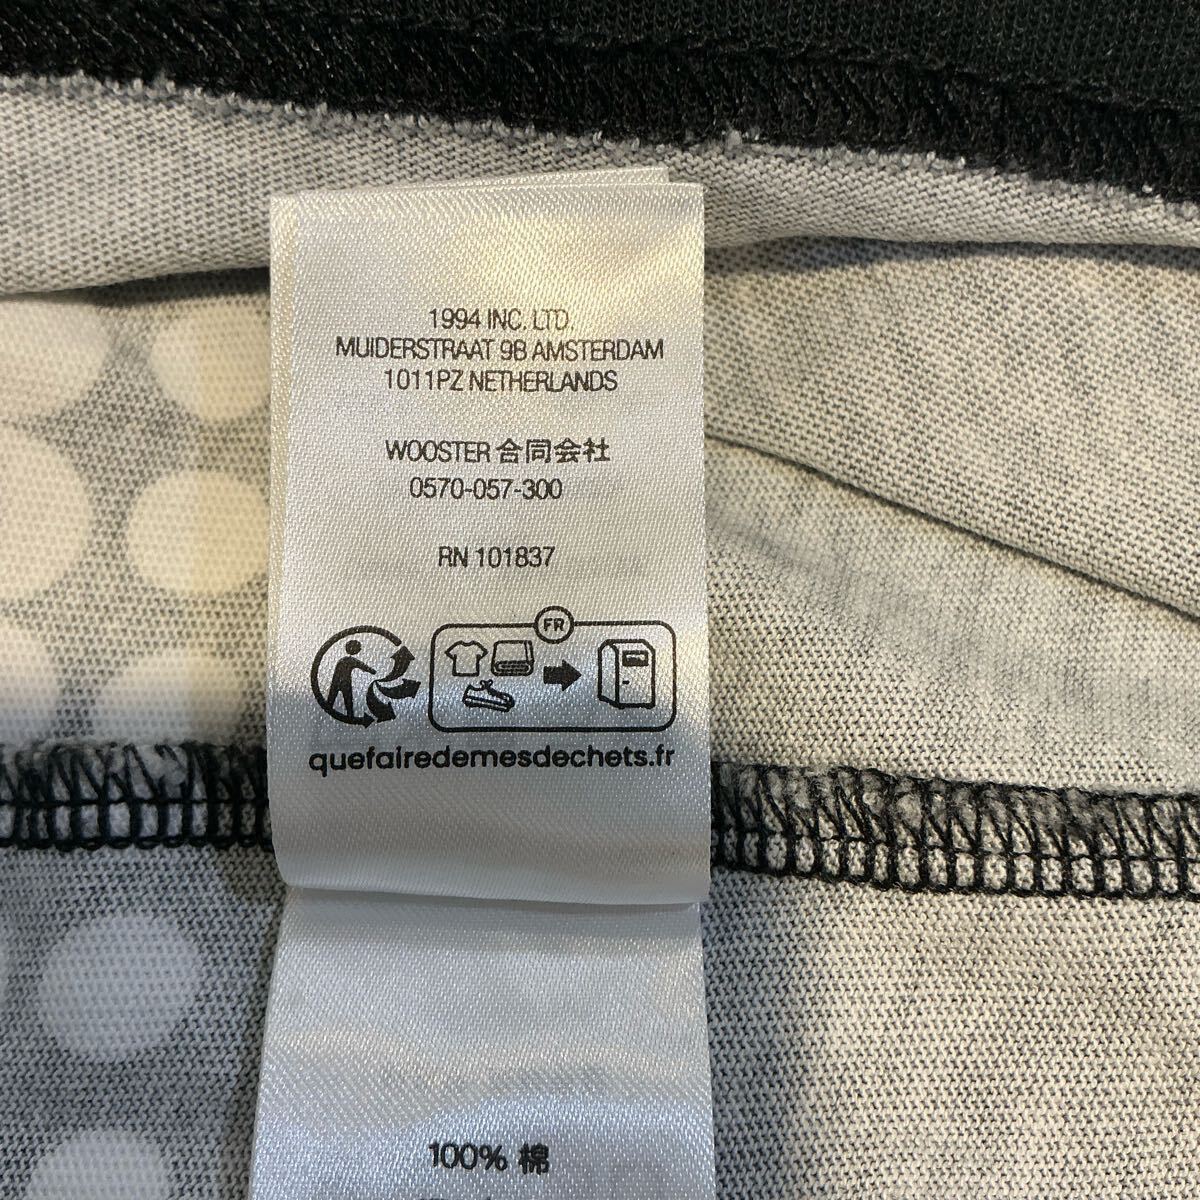 1994 INC. LTD.
MUIDERSTRAAT 9B AMSTERDAM
1011PZ NETHERLANDS
WOOSTER 合同会社
0570-057-300
RN 101837
FR
quefairedemesdechets.fr
100% 棉